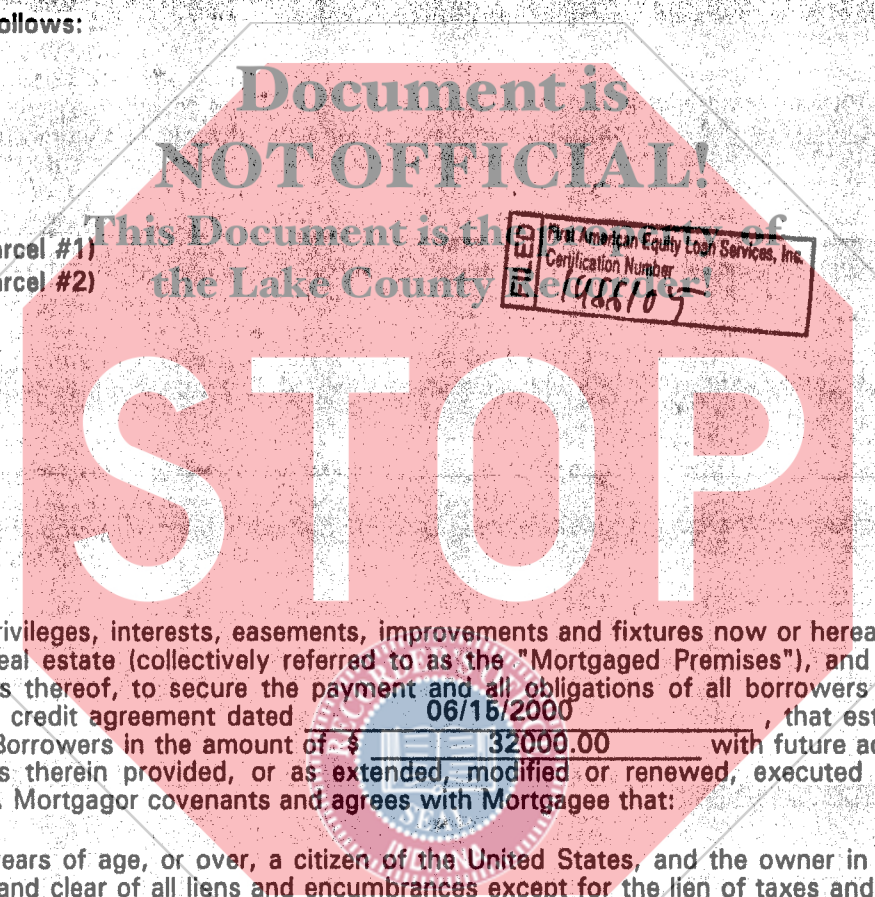 ollows:
Document is
NOT OFFICIAL!
This Document is the property of
the Lake County Recorder!
arcel #1)
arcel #2)
FILED
First American Equity Loan Services, Inc.
Certification Number
STOP
rivileges, interests, easements, improvements and fixtures now or herea
eal estate (collectively referred to as the "Mortgaged Premises"), and
s thereof, to secure the payment and all obligations of all borrowers
credit agreement dated 06/15/2000, that est
Borrowers in the amount of $ 32000.00 with future ad
s therein provided, or as extended, modified or renewed, executed
. Mortgagor covenants and agrees with Mortgagee that:
ears of age, or over, a citizen of the United States, and the owner in
and clear of all liens and encumbrances except for the lien of taxes and
SEAL
INDIANA